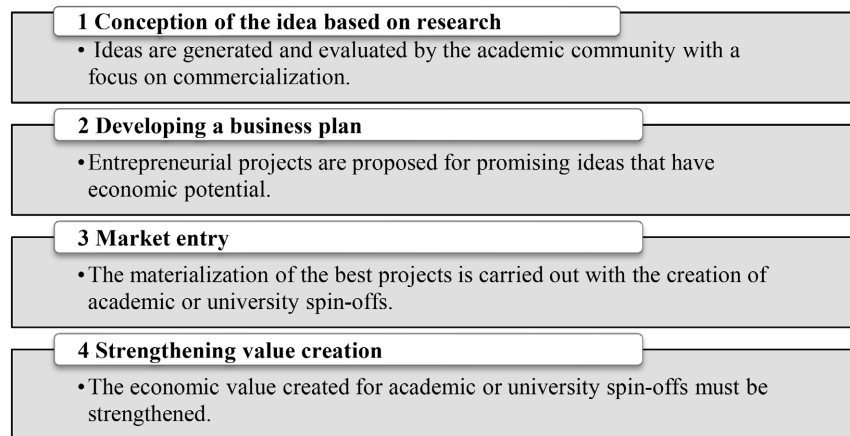 1 Conception of the idea based on research
• Ideas are generated and evaluated by the academic community with a
focus on commercialization.
2 Developing a business plan
•Entrepreneurial projects are proposed for promising ideas that have
economic potential.
3 Market entry
•The materialization of the best projects is carried out with the creation of
academic or university spin-offs.
4 Strengthening value creation
•The economic value created for academic or university spin-offs must be
strengthened.